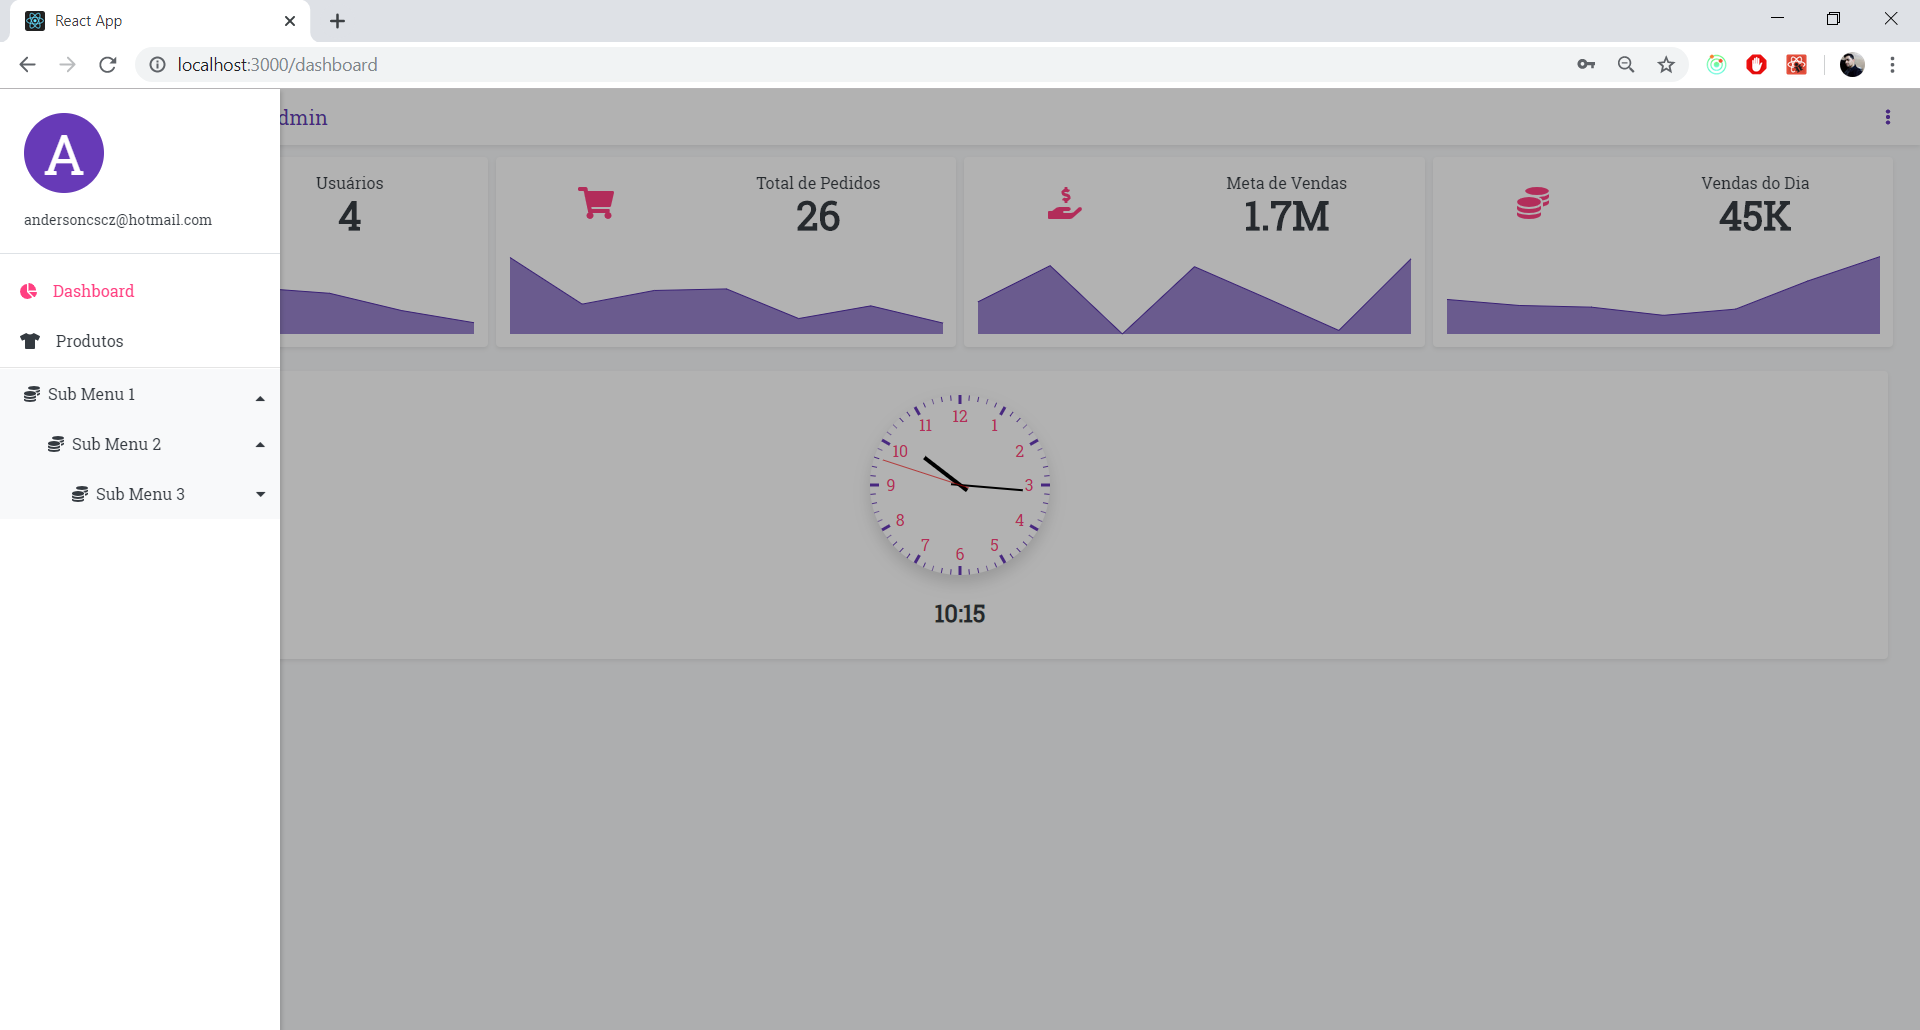 React App
localhost:3000/dashboard
A
andersoncscz@hotmail.com
Dashboard
Produtos
Sub Menu 1
Sub Menu 2
Sub Menu 3
dmin
Usuários
4
Total de Pedidos
26
Meta de Vendas
1.7M
Vendas do Dia
45K
12
11
1
10
2
9
3
8
4
7
5
6
10:15